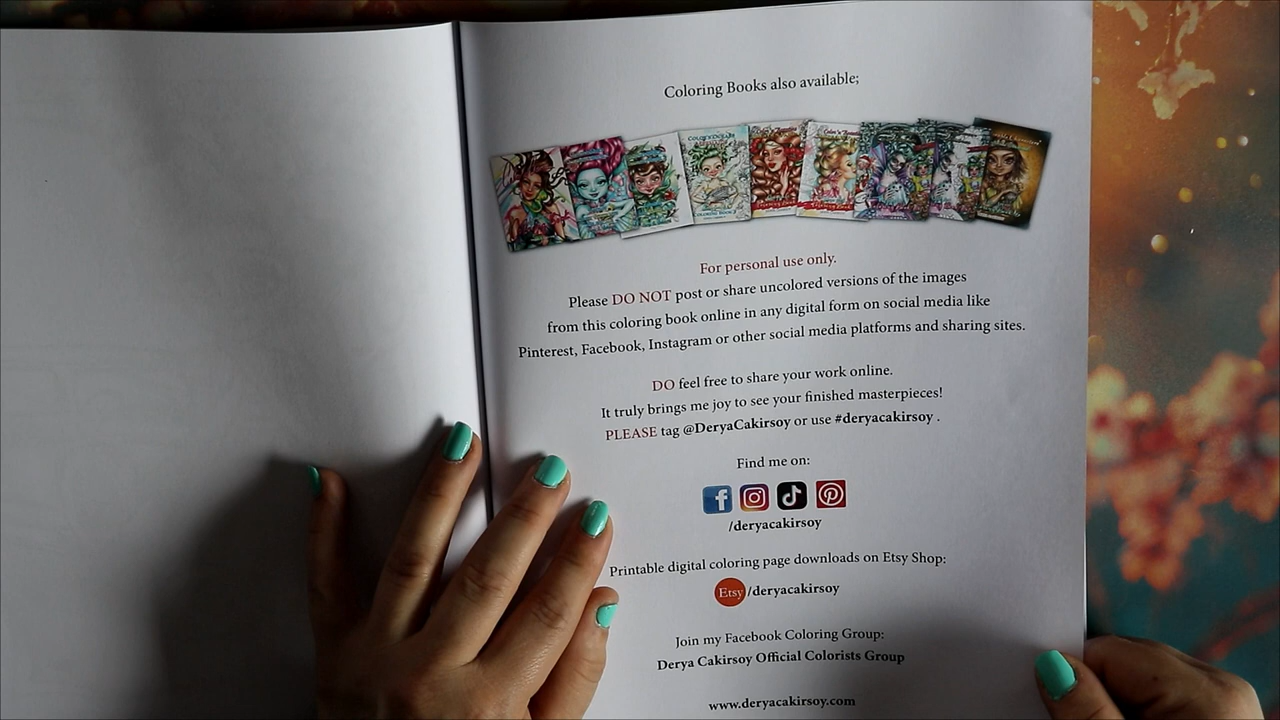 Coloring Books also available;
For personal use only.
Please DO NOT post or share uncolored versions of the images
from this coloring book online in any digital form on social media like
Pinterest, Facebook, Instagram or other social media platforms and sharing sites.
DO feel free to share your work online.
It truly brings me joy to see your finished masterpieces!
PLEASE tag @DeryaCakirsoy or use #deryacakirsoy .
Find me on:
/deryacakirsoy
Printable digital coloring page downloads on Etsy Shop:
Etsy /deryacakirsoy
Join my Facebook Coloring Group:
Derya Cakirsoy Official Colorists Group
www.deryacakirsoy.com